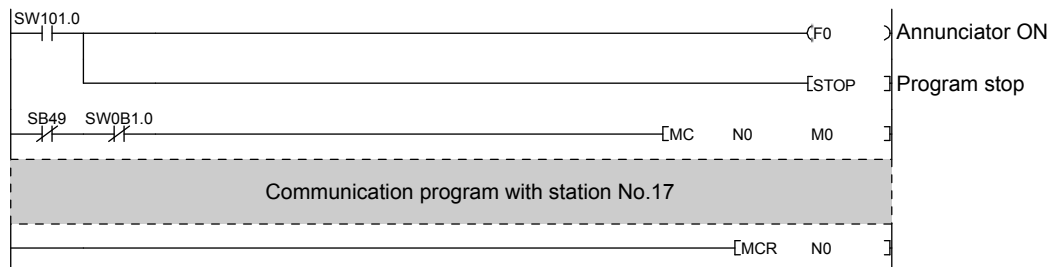 SW101.0
F0 Annunciator ON
STOP Program stop
SB49 SW0B1.0
MC N0 M0
Communication program with station No.17
MCR N0